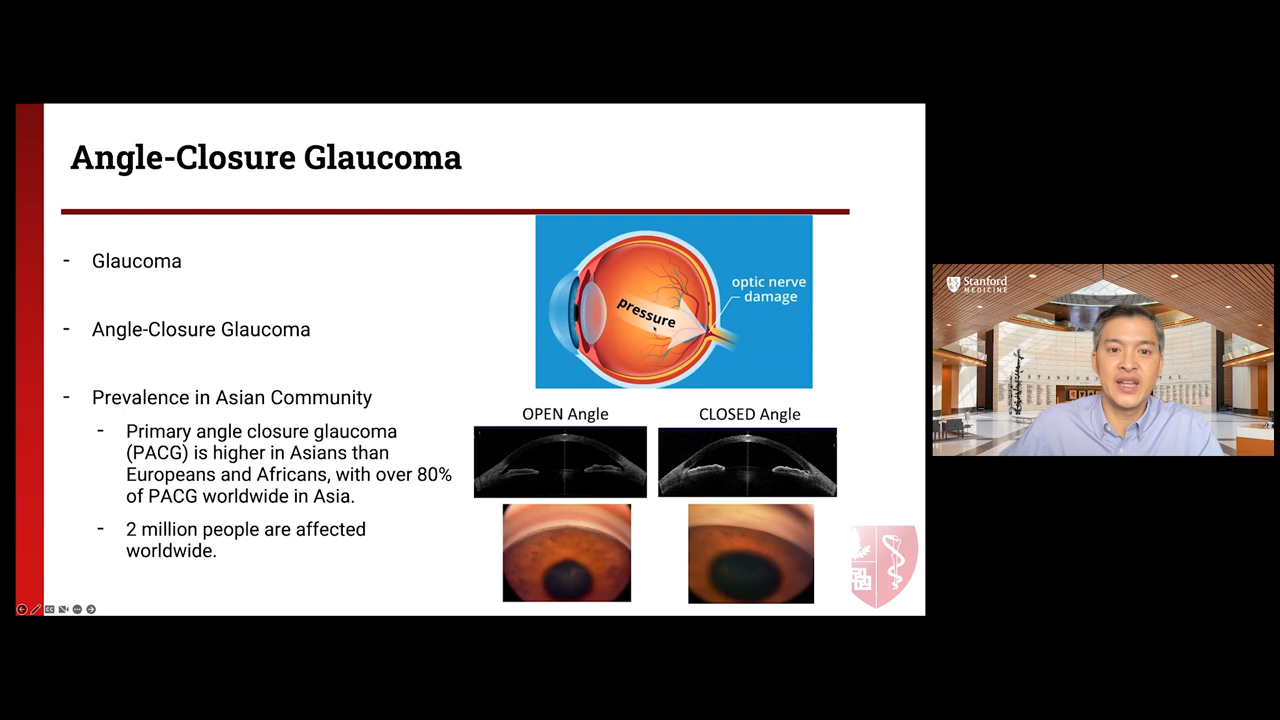 Angle-Closure Glaucoma
- Glaucoma
- Angle-Closure Glaucoma
- Prevalence in Asian Community
- Primary angle closure glaucoma
(PACG) is higher in Asians than
Europeans and Africans, with over 80%
of PACG worldwide in Asia.
- 2 million people are affected
worldwide.
pressure
optic nerve
damage
OPEN Angle
CLOSED Angle
Stanford
MEDICINE